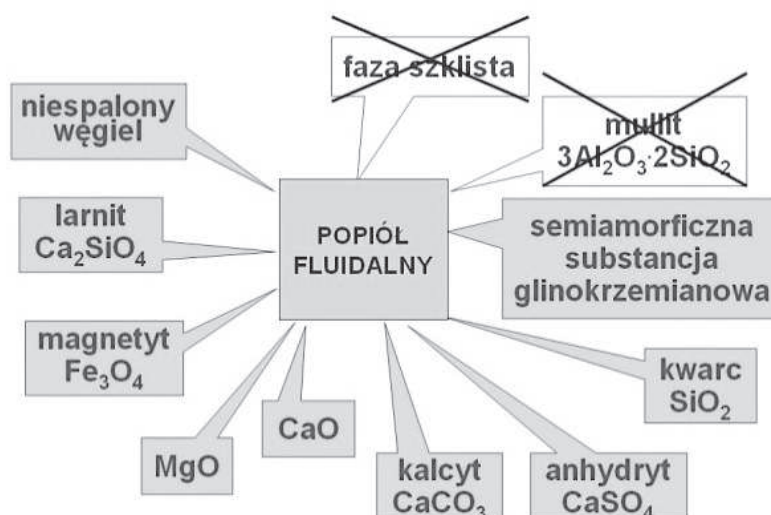 faza szklista
niespalony
węgiel
mullit
3Al₂O₃·2SiO₂
larnit
Ca₂SiO₄
POPIÓŁ
FLUIDALNY
semiamorficzna
substancja
glinokrzemianowa
magnetyt
Fe₃O₄
kwarc
SiO₂
CaO
MgO
kalcyt
CaCO₃
anhydryt
CaSO₄